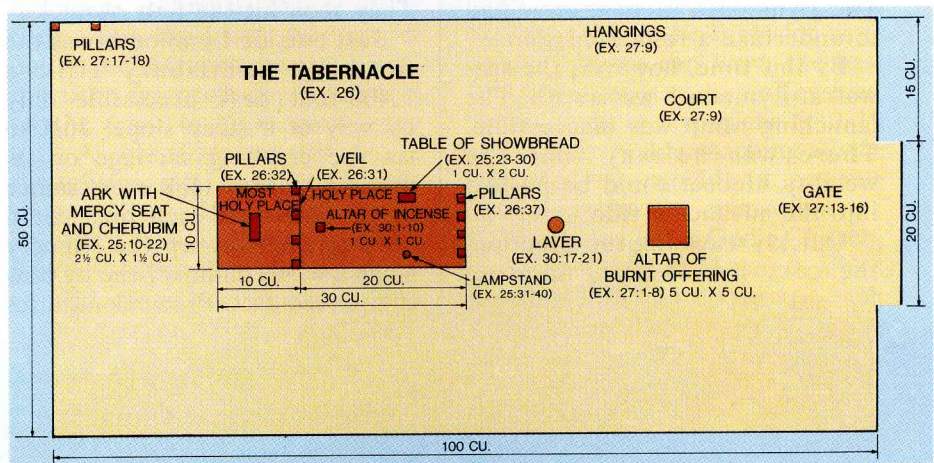 PILLARS
(EX. 27:17-18)
HANGINGS
(EX. 27:9)
THE TABERNACLE
(EX. 26)
COURT
(EX. 27:9)
15 CU.
50 CU.
TABLE OF SHOWBREAD
(EX. 25:23-30)
1 CU. X 2 CU.
PILLARS
(EX. 26:32)
VEIL
(EX. 26:31)
ARK WITH
MERCY SEAT
AND CHERUBIM
(EX. 25:10-22)
2½ CU. X 1½ CU.
10 CU.
MOST
HOLY PLACE
HOLY PLACE
ALTAR OF INCENSE
(EX. 30:1-10)
1 CU. X 1 CU.
PILLARS
(EX. 26:37)
LAVER
(EX. 30:17-21)
ALTAR OF
BURNT OFFERING
(EX. 27:1-8) 5 CU. X 5 CU.
GATE
(EX. 27:13-16)
20 CU.
LAMPSTAND
(EX. 25:31-40)
10 CU.
20 CU.
30 CU.
100 CU.